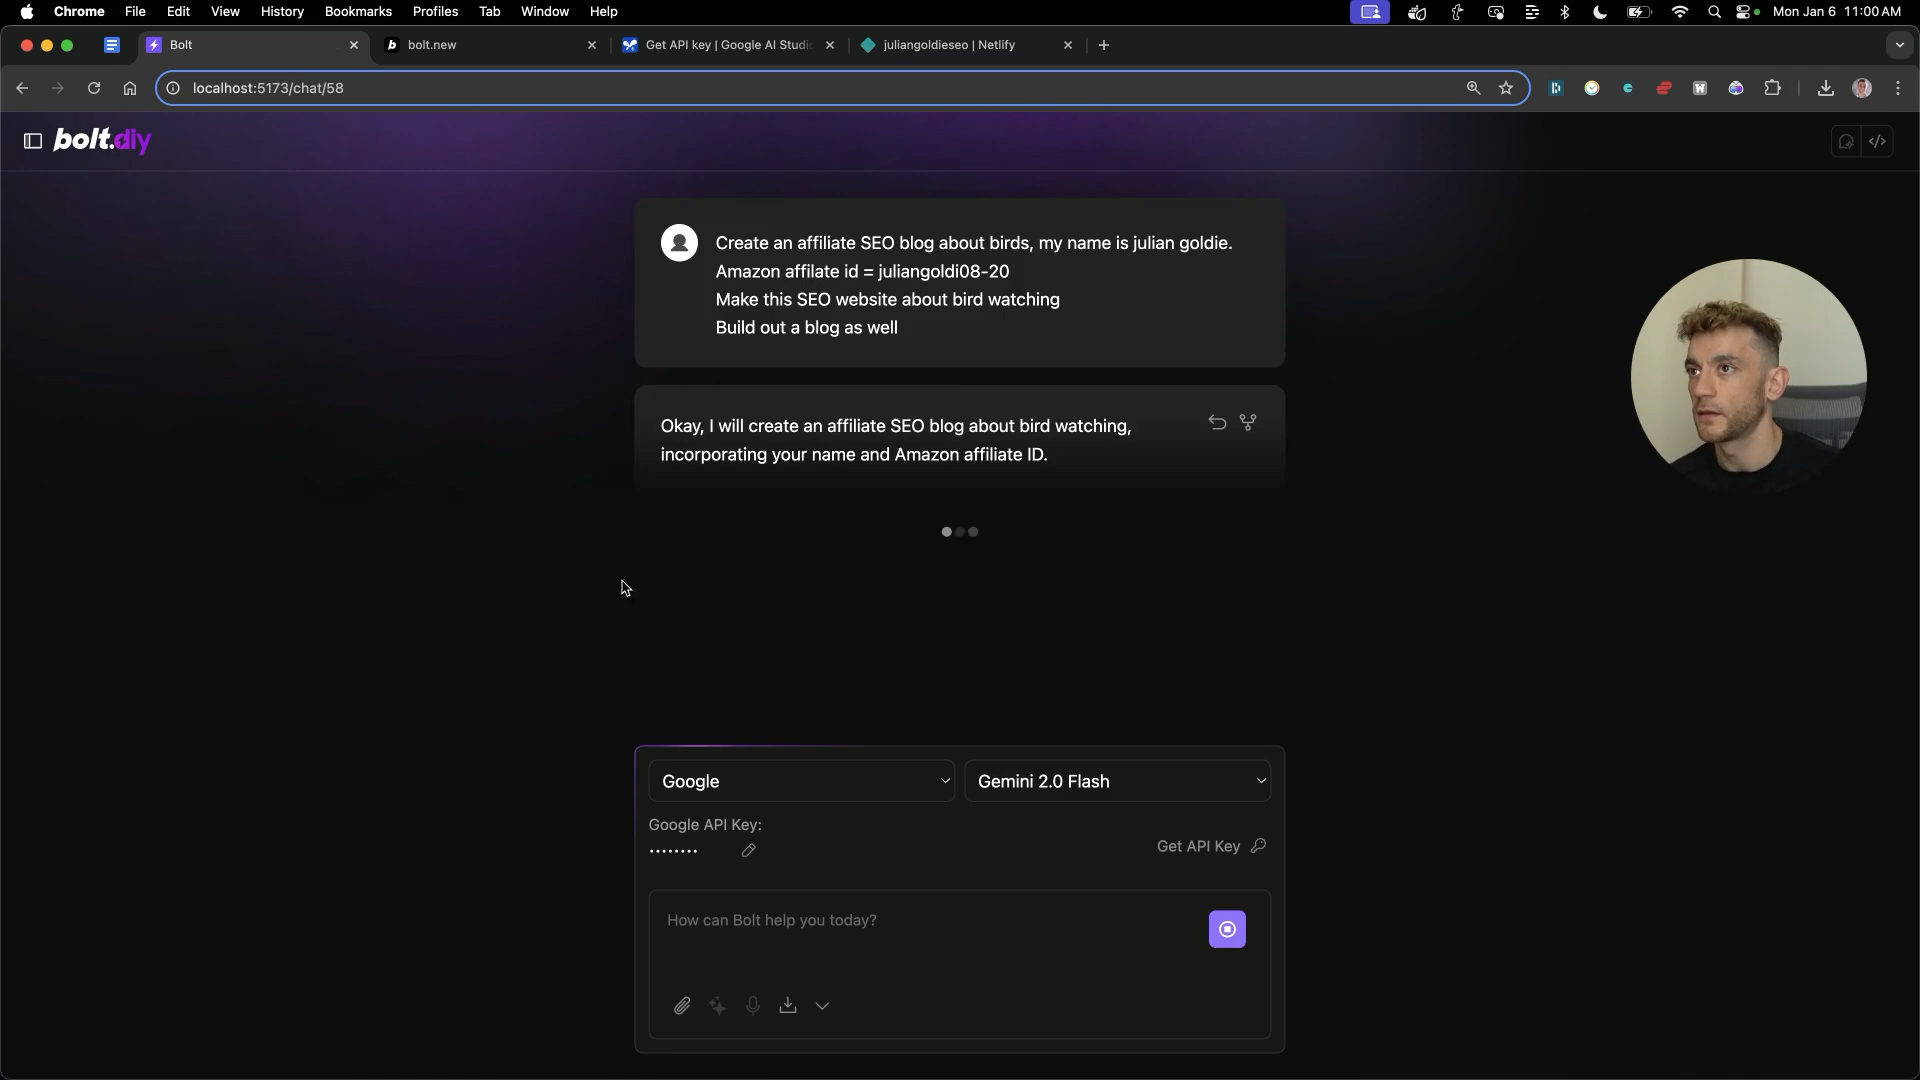 Chrome File Edit View History Bookmarks Profiles Tab Window Help Mon Jan 6 11:00 AM
Bolt bolt.new Get API key | Google AI Studio juliangoldieseo | Netlify
localhost:5173/chat/58
bolt.diy
Create an affiliate SEO blog about birds, my name is julian goldie.
Amazon affilate id = juliangoldi08-20
Make this SEO website about bird watching
Build out a blog as well
Okay, I will create an affiliate SEO blog about bird watching,
incorporating your name and Amazon affiliate ID.
Google Gemini 2.0 Flash
Google API Key:
Get API Key
How can Bolt help you today?